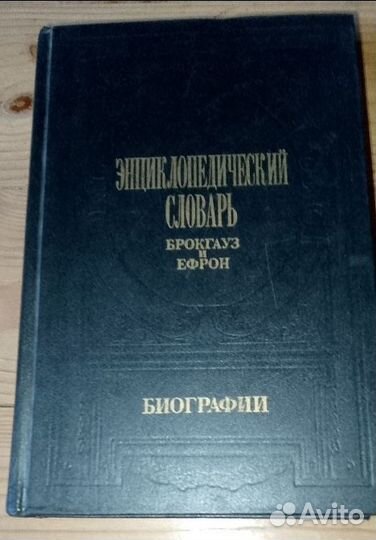 ЭНЦИКЛОПЕДИЧЕСКИЙ
СЛОВАРЬ
БРОКГАУЗ
И
ЕФРОН
БИОГРАФИИ
Avito